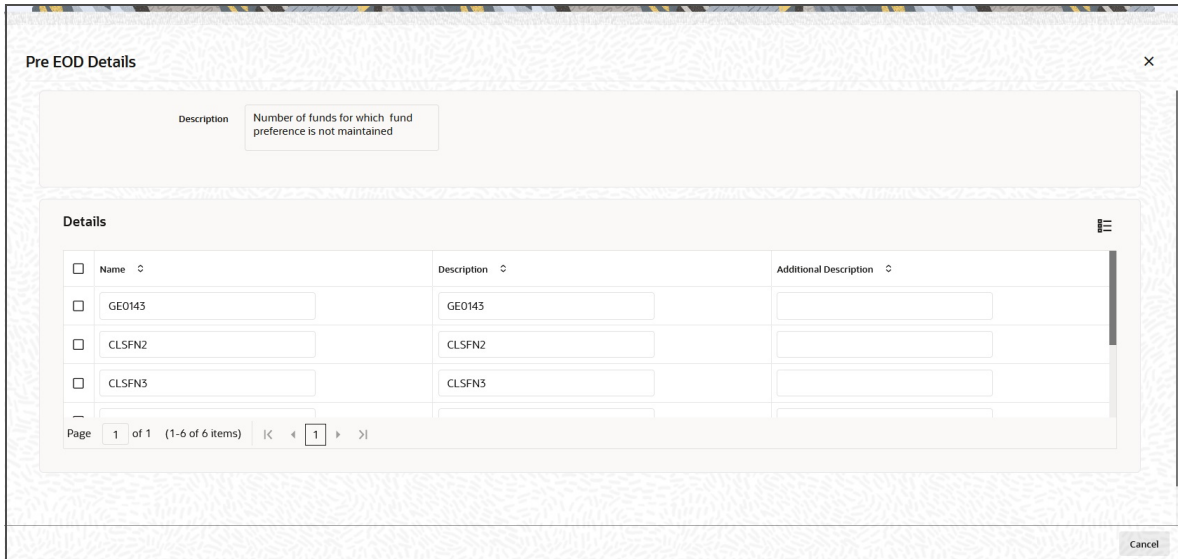 Pre EOD Details
Description
Number of funds for which fund
preference is not maintained
Details
Name Description Additional Description
GE0143 GE0143
CLSFN2 CLSFN2
CLSFN3 CLSFN3
Page 1 of 1 (1-6 of 6 items) 1
Cancel